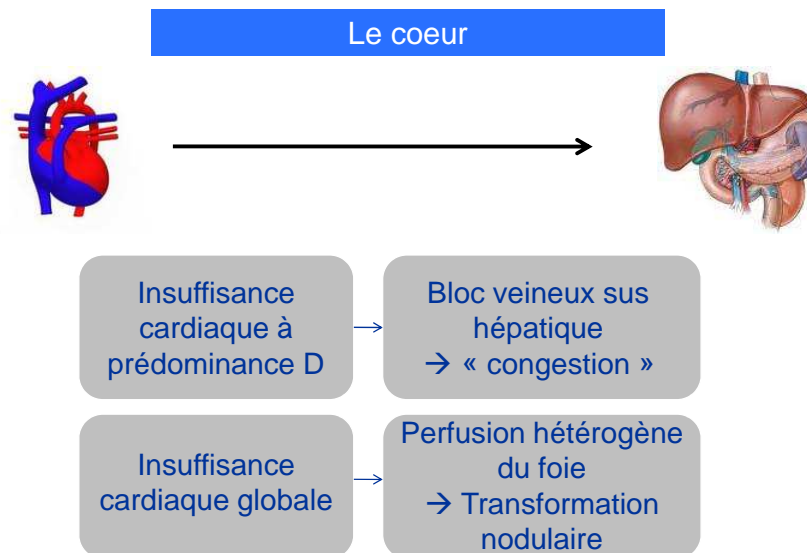 Le coeur
Insuffisance
cardiaque à
prédominance D
Bloc veineux sus
hépatique
→ « congestion »
Insuffisance
cardiaque globale
Perfusion hétérogène
du foie
→ Transformation
nodulaire